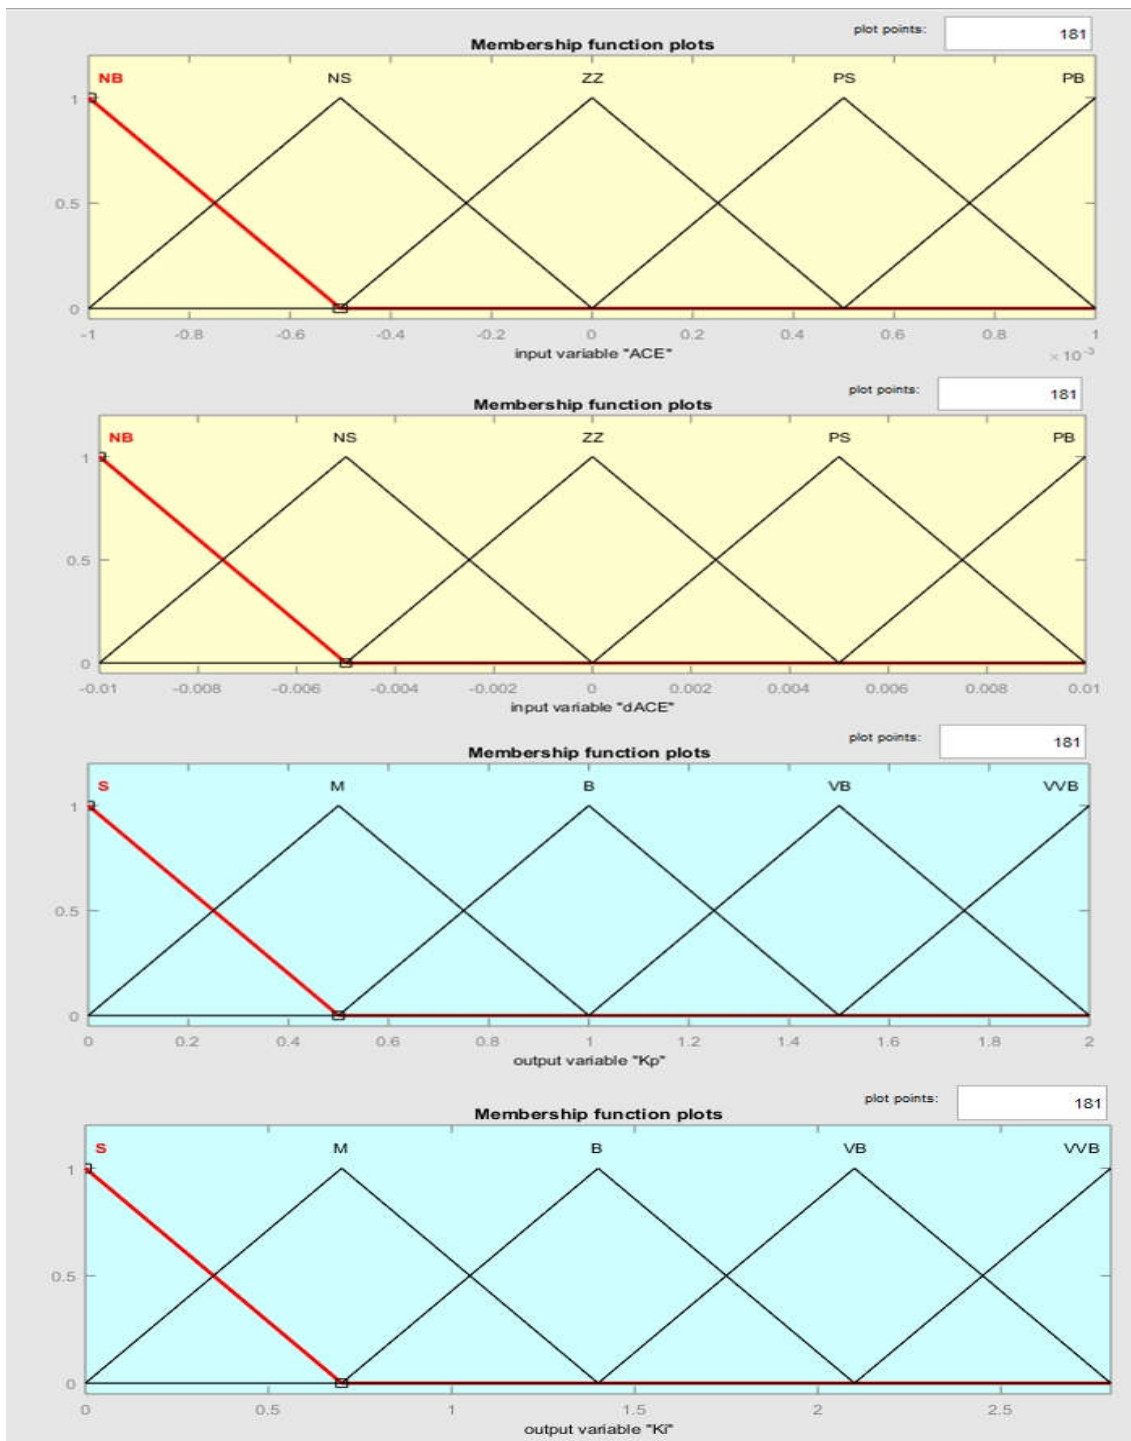 plot points: 181
Membership function plots
NB NS ZZ PS PB
1
0.5
0
-1 -0.8 -0.6 -0.4 -0.2 0 0.2 0.4 0.6 0.8 1
input variable "ACE"
× 10⁻³
plot points: 181
Membership function plots
NB NS ZZ PS PB
1
0.5
0
-0.01 -0.008 -0.006 -0.004 -0.002 0 0.002 0.004 0.006 0.008 0.01
input variable "dACE"
plot points: 181
Membership function plots
S M B VB VVB
1
0.5
0
0 0.2 0.4 0.6 0.8 1 1.2 1.4 1.6 1.8 2
output variable "Kp"
plot points: 181
Membership function plots
S M B VB VVB
1
0.5
0
0 0.5 1 1.5 2 2.5
output variable "Ki"